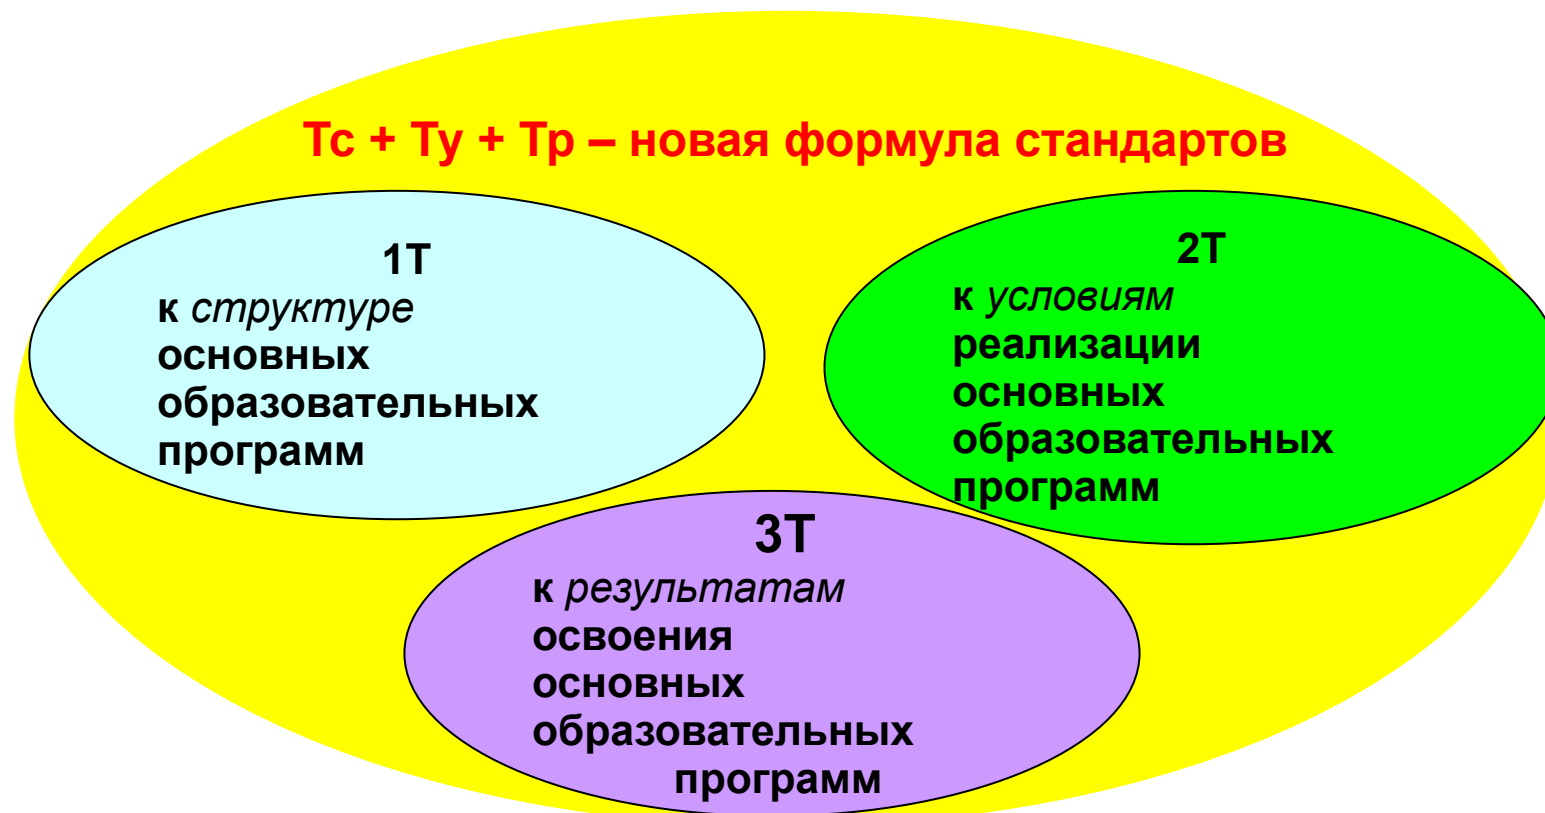 Тс + Ту + Тр – новая формула стандартов
1Т
к структуре
основных
образовательных
программ
2Т
к условиям
реализации
основных
образовательных
программ
3Т
к результатам
освоения
основных
образовательных
программ